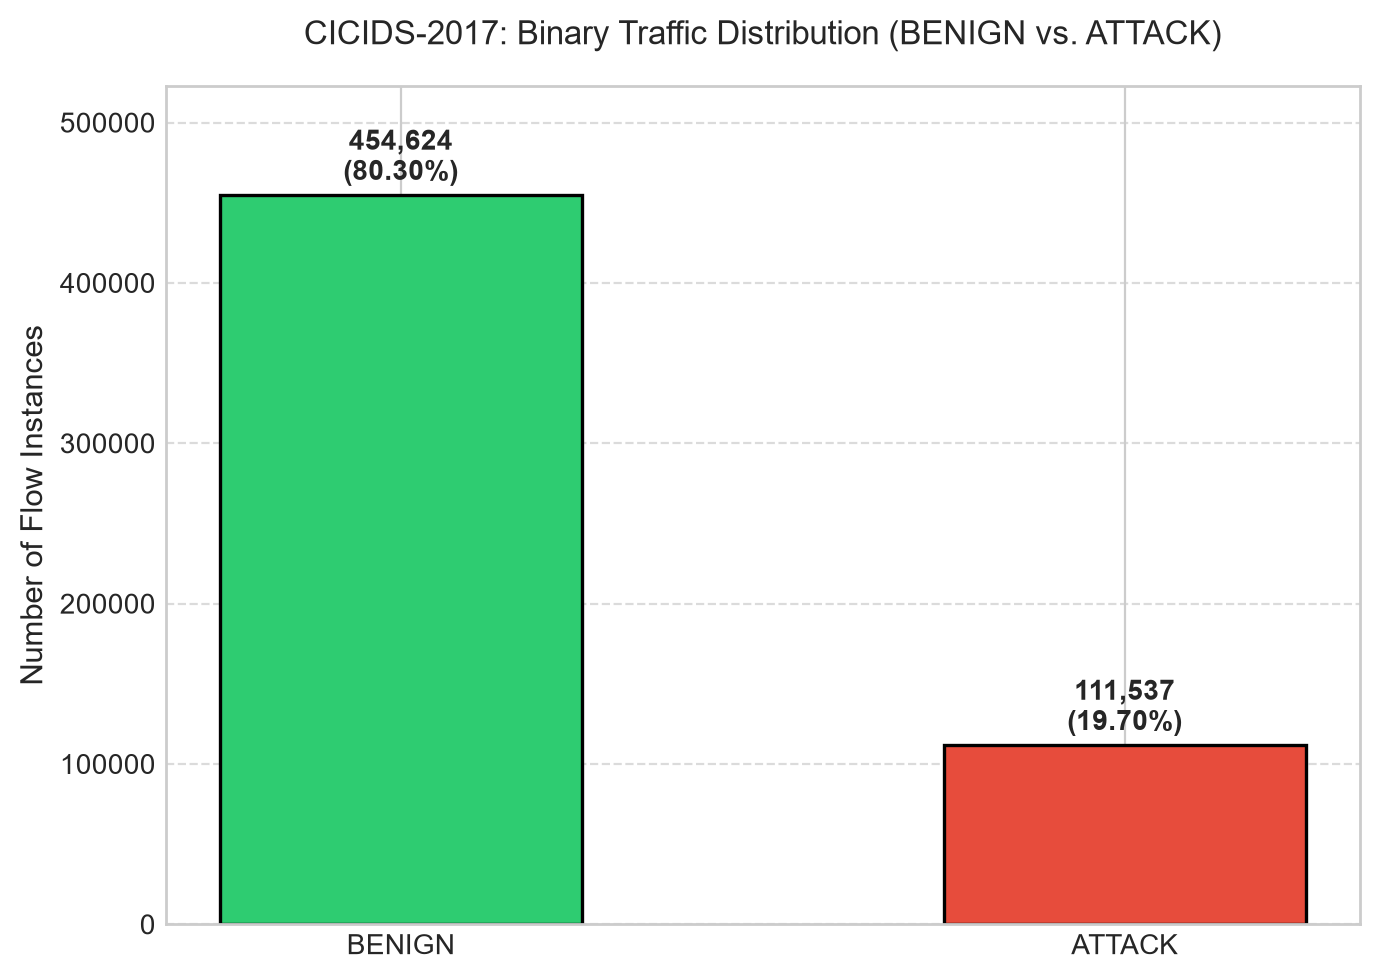 CICIDS-2017: Binary Traffic Distribution (BENIGN vs. ATTACK)
Number of Flow Instances
500000
400000
300000
200000
100000
0
454,624
(80.30%)
111,537
(19.70%)
BENIGN
ATTACK